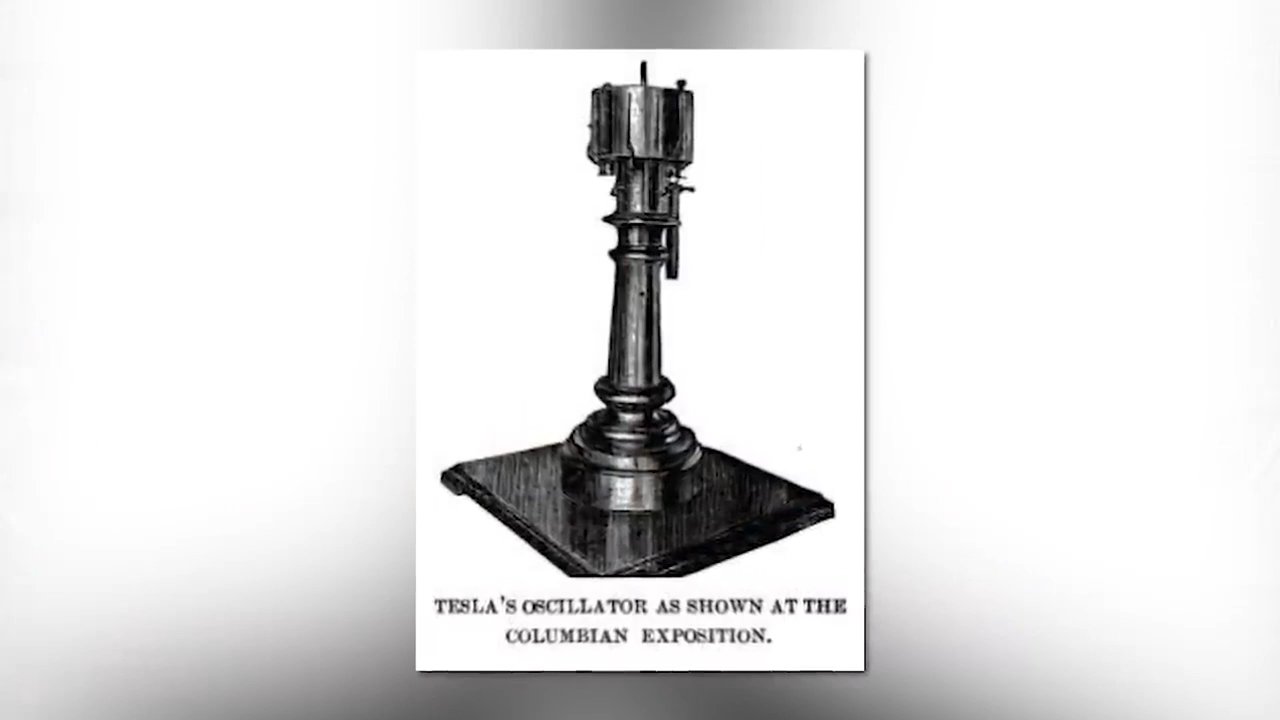 TESLA'S OSCILLATOR AS SHOWN AT THE
COLUMBIAN EXPOSITION.